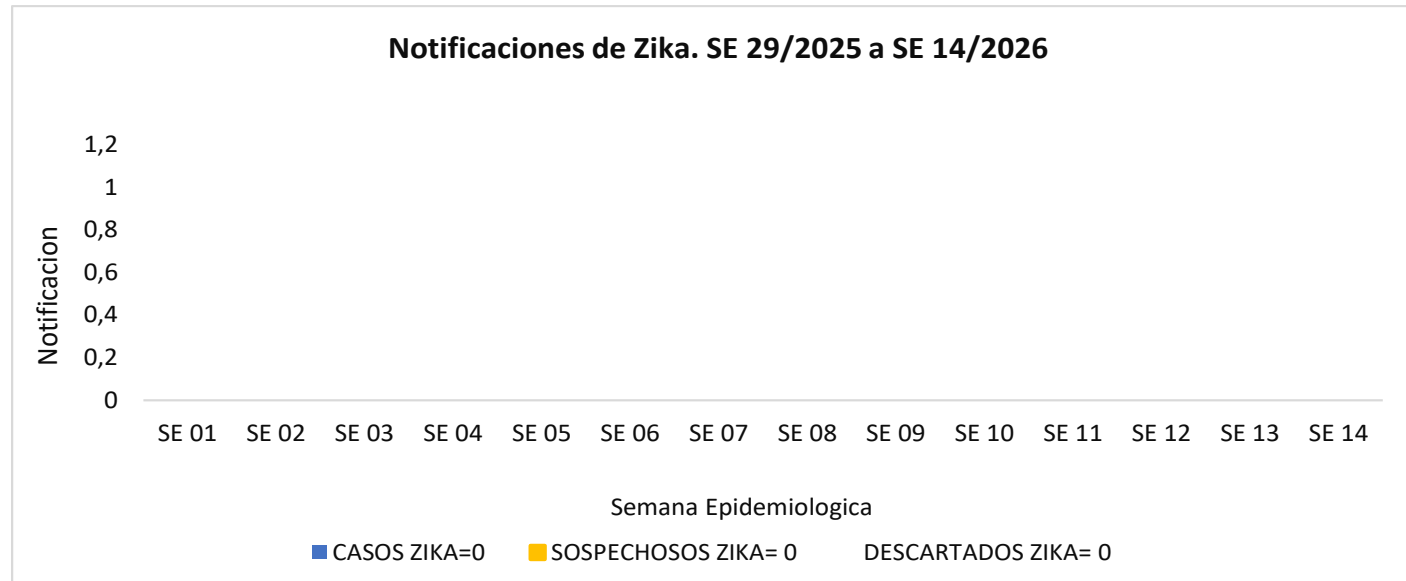 Notificaciones de Zika. SE 29/2025 a SE 14/2026
1,2
1
0,8
0,6
0,4
0,2
0
Notificacion
SE 01 SE 02 SE 03 SE 04 SE 05 SE 06 SE 07 SE 08 SE 09 SE 10 SE 11 SE 12 SE 13 SE 14
Semana Epidemiologica
CASOS ZIKA=0 SOSPECHOSOS ZIKA= 0 DESCARTADOS ZIKA= 0